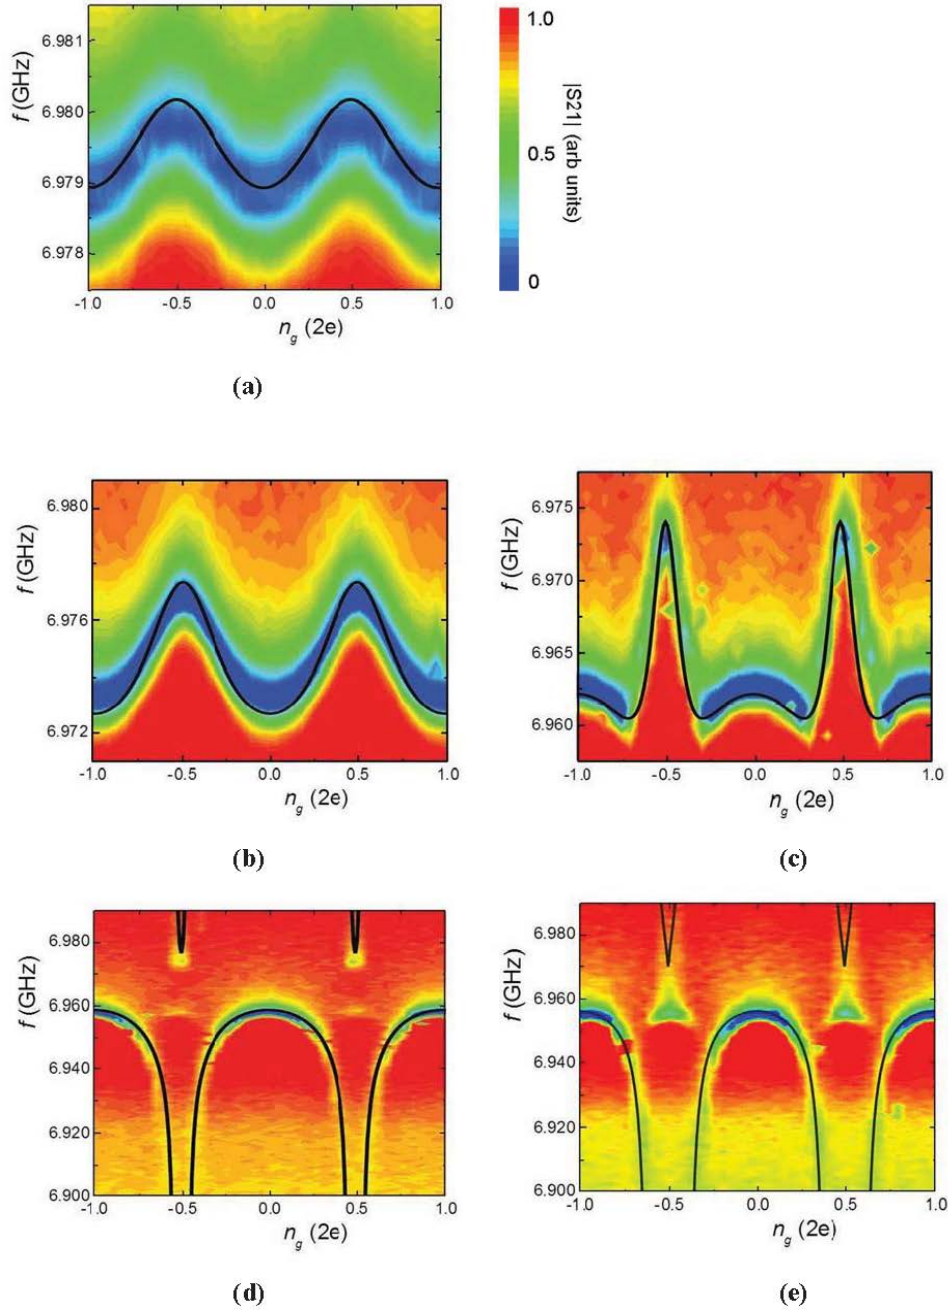 f (GHz)
6.981
6.980
6.979
6.978
-1.0 -0.5 0.0 0.5 1.0
n_g (2e)
1.0
0.5
0
|S21| (arb units)
(a)
f (GHz)
6.980
6.976
6.972
-1.0 -0.5 0.0 0.5 1.0
n_g (2e)
(b)
f (GHz)
6.975
6.970
6.965
6.960
-1.0 -0.5 0.0 0.5 1.0
n_g (2e)
(c)
f (GHz)
6.980
6.960
6.940
6.920
6.900
-1.0 -0.5 0.0 0.5 1.0
n_g (2e)
(d)
f (GHz)
6.980
6.960
6.940
6.920
6.900
-1.0 -0.5 0.0 0.5 1.0
n_g (2e)
(e)